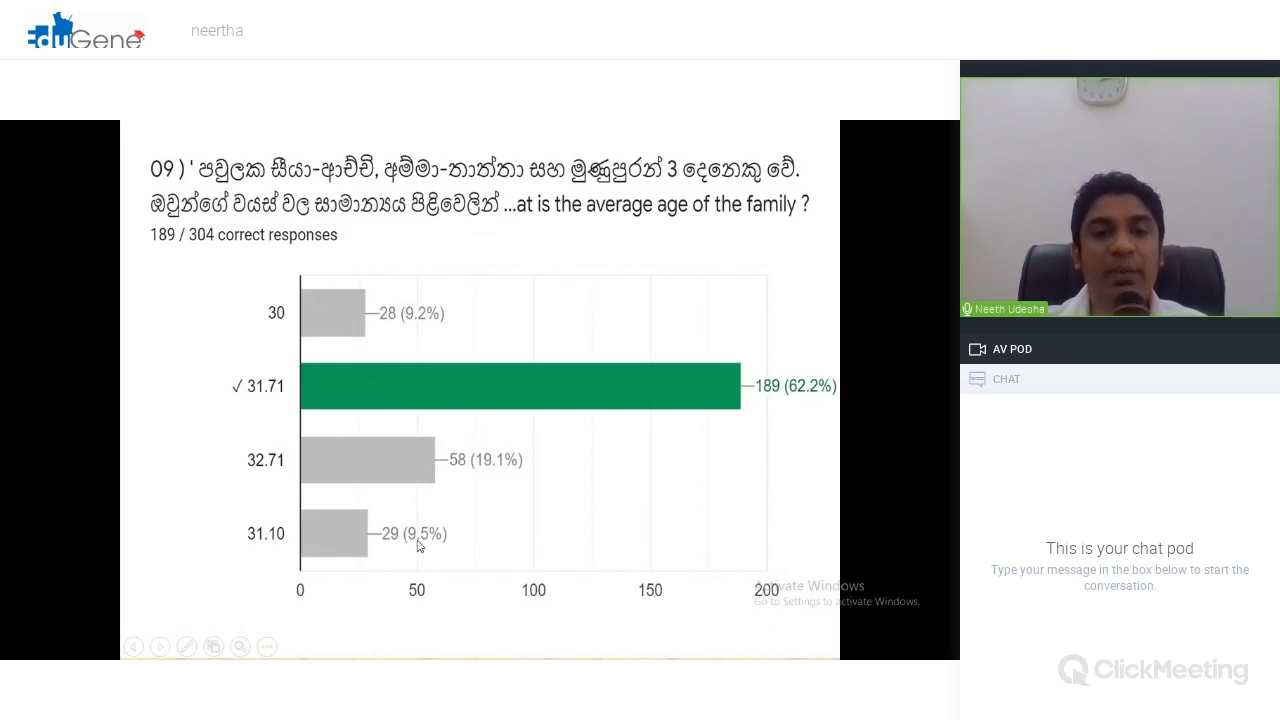 EduGene
neertha
09 ) ' පවුලක සීයා-ආච්චි, අම්මා-තාත්තා සහ මුණුපුරන් 3 දෙනෙකු වේ.
ඔවුන්ගේ වයස් වල සාමාන්‍යය පිළිවෙලින් ...at is the average age of the family ?
189 / 304 correct responses
30
28 (9.2%)
✓ 31.71
189 (62.2%)
32.71
58 (19.1%)
31.10
29 (9.5%)
0 50 100 150 200
Activate Windows
Go to Settings to activate Windows.
Neeth Udesha
AV POD
CHAT
This is your chat pod
Type your message in the box below to start the
conversation.
ClickMeeting